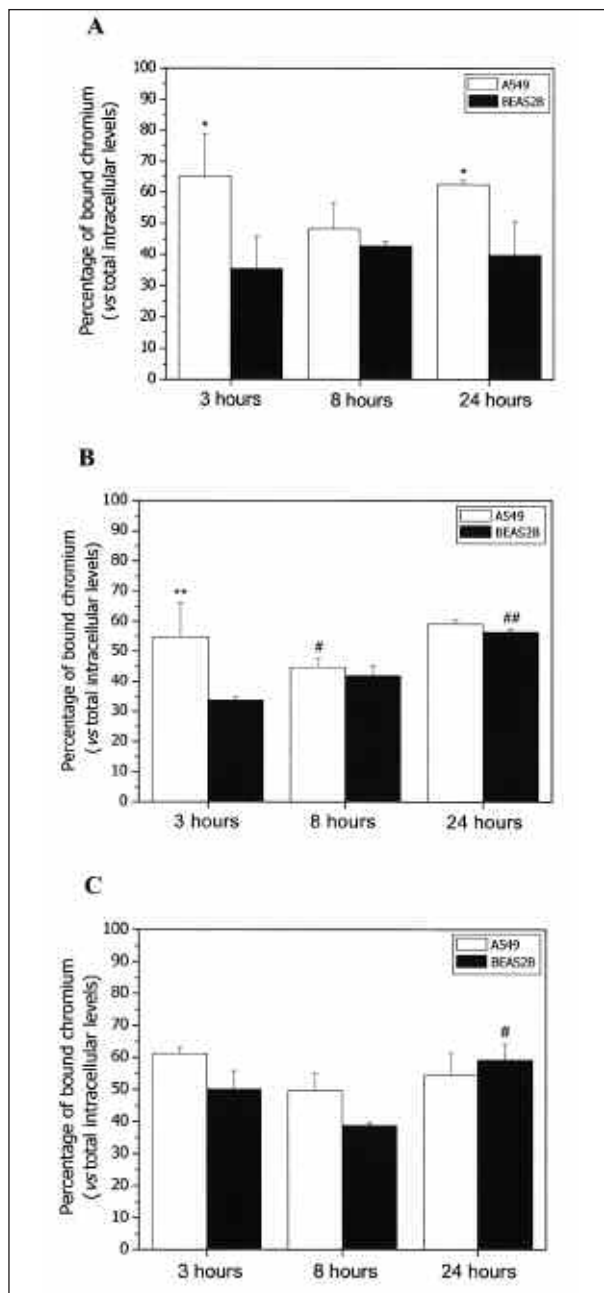 A
Percentage of bound chromium
(vs total intracellular levels)
100
90
80
70
60
50
40
30
20
10
0
A549
BEAS2B
*
*
3 hours
8 hours
24 hours
B
Percentage of bound chromium
(vs total intracellular levels)
100
90
80
70
60
50
40
30
20
10
0
A549
BEAS2B
**
#
##
3 hours
8 hours
24 hours
C
Percentage of bound chromium
(vs total intracellular levels)
100
90
80
70
60
50
40
30
20
10
0
A549
BEAS2B
#
3 hours
8 hours
24 hours